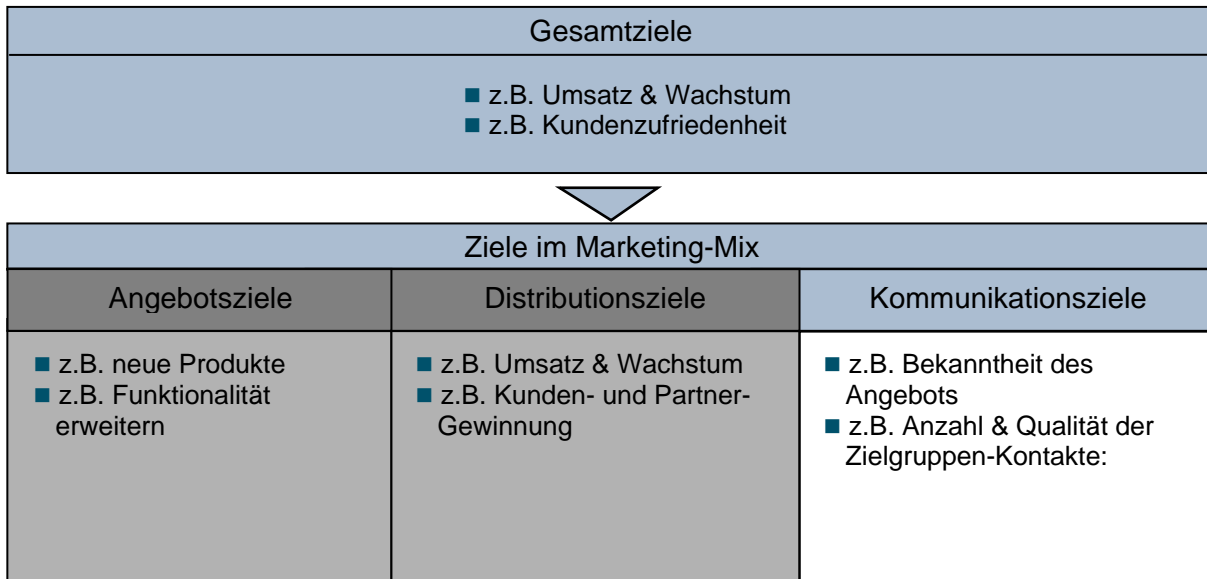 Gesamtziele
■ z.B. Umsatz & Wachstum
■ z.B. Kundenzufriedenheit
Ziele im Marketing-Mix
Angebotsziele
■ z.B. neue Produkte
■ z.B. Funktionalität
erweitern
Distributionsziele
■ z.B. Umsatz & Wachstum
■ z.B. Kunden- und Partner-
Gewinnung
Kommunikationsziele
■ z.B. Bekanntheit des
Angebots
■ z.B. Anzahl & Qualität der
Zielgruppen-Kontakte: